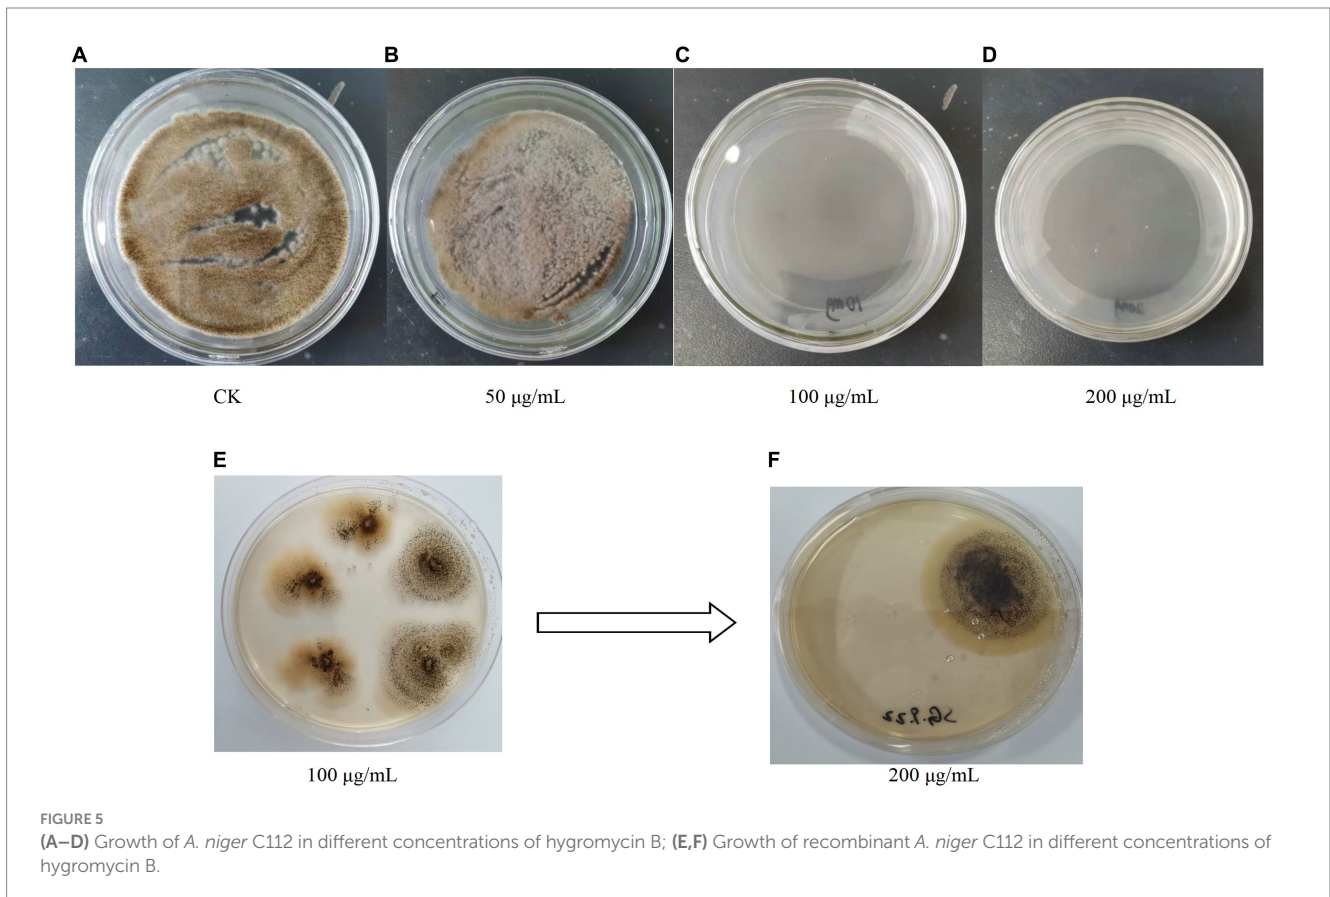 A
B
C
D
10mg
CK
50 μg/mL
100 μg/mL
200 μg/mL
E
F
100 μg/mL
200 μg/mL
FIGURE 5
(A–D) Growth of A. niger C112 in different concentrations of hygromycin B; (E,F) Growth of recombinant A. niger C112 in different concentrations of
hygromycin B.